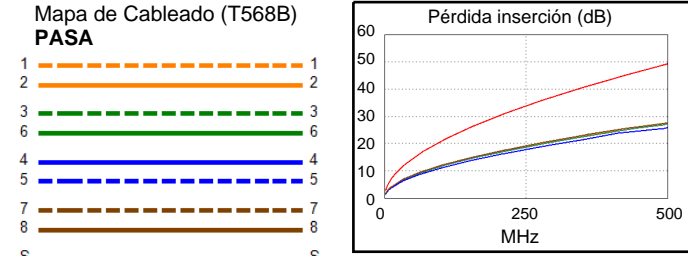 Mapa de Cableado (T568B)
PASA
1 1
2 2
3 3
6 6
4 4
5 5
7 7
8 8
S S
Pérdida inserción (dB)
60
50
40
30
20
10
0
0 250 500
MHz